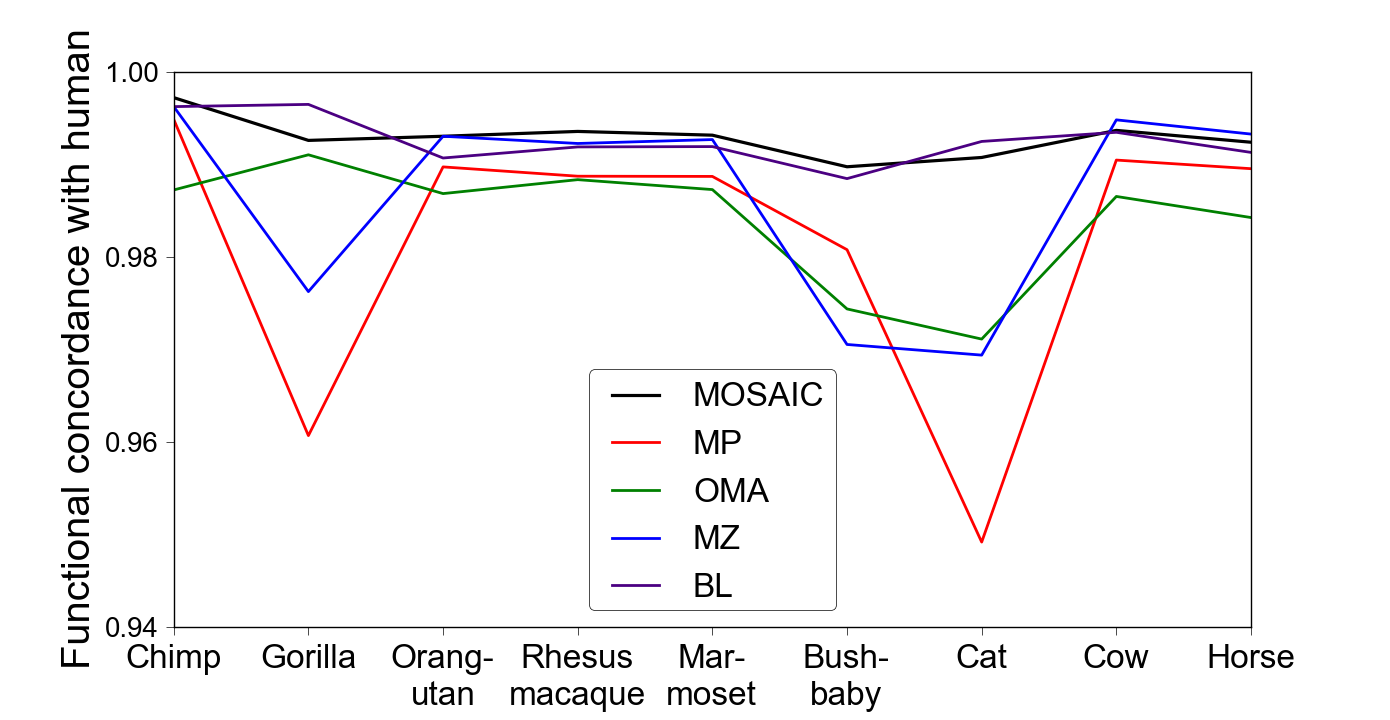 Functional concordance with human
1.00
0.98
0.96
0.94
MOSAIC
MP
OMA
MZ
BL
Chimp Gorilla Orang- Rhesus Mar- Bush- Cat Cow Horse
utan macaque moset baby